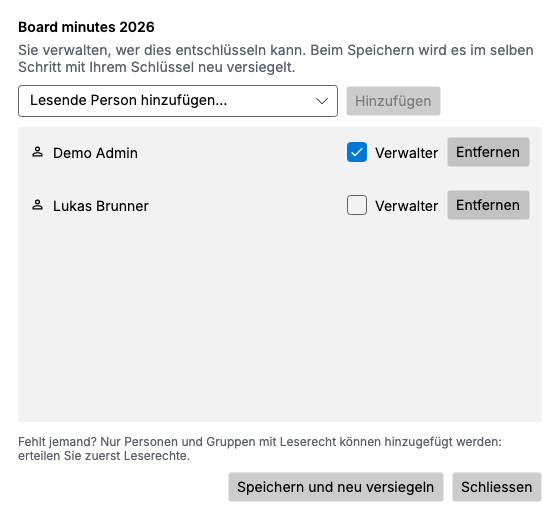 Board minutes 2026
Sie verwalten, wer dies entschlüsseln kann. Beim Speichern wird es im selben
Schritt mit Ihrem Schlüssel neu versiegelt.
Lesende Person hinzufügen...
Hinzufügen
Demo Admin
Verwalter
Entfernen
Lukas Brunner
Verwalter
Entfernen
Fehlt jemand? Nur Personen und Gruppen mit Leserecht können hinzugefügt werden:
erteilen Sie zuerst Leserechte.
Speichern und neu versiegeln
Schliessen